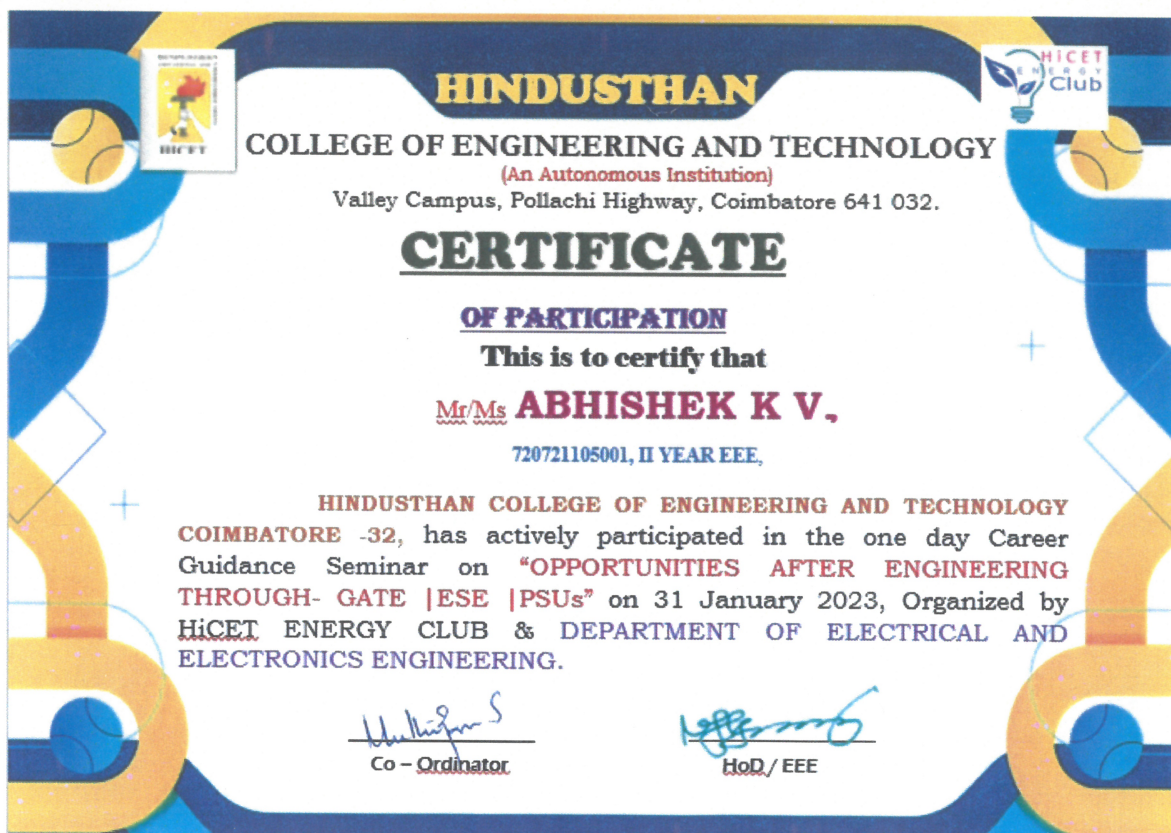 HiCET
HiCET
ENERGY
Club
HINDUSTHAN
COLLEGE OF ENGINEERING AND TECHNOLOGY
(An Autonomous Institution)
Valley Campus, Pollachi Highway, Coimbatore 641 032.
CERTIFICATE
OF PARTICIPATION
This is to certify that
Mr/Ms ABHISHEK K V.,
720721105001, II YEAR EEE,
HINDUSTHAN COLLEGE OF ENGINEERING AND TECHNOLOGY
COIMBATORE -32, has actively participated in the one day Career
Guidance Seminar on “OPPORTUNITIES AFTER ENGINEERING
THROUGH- GATE |ESE |PSUs” on 31 January 2023, Organized by
HiCET ENERGY CLUB & DEPARTMENT OF ELECTRICAL AND
ELECTRONICS ENGINEERING.
Co – Ordinator
HoD / EEE